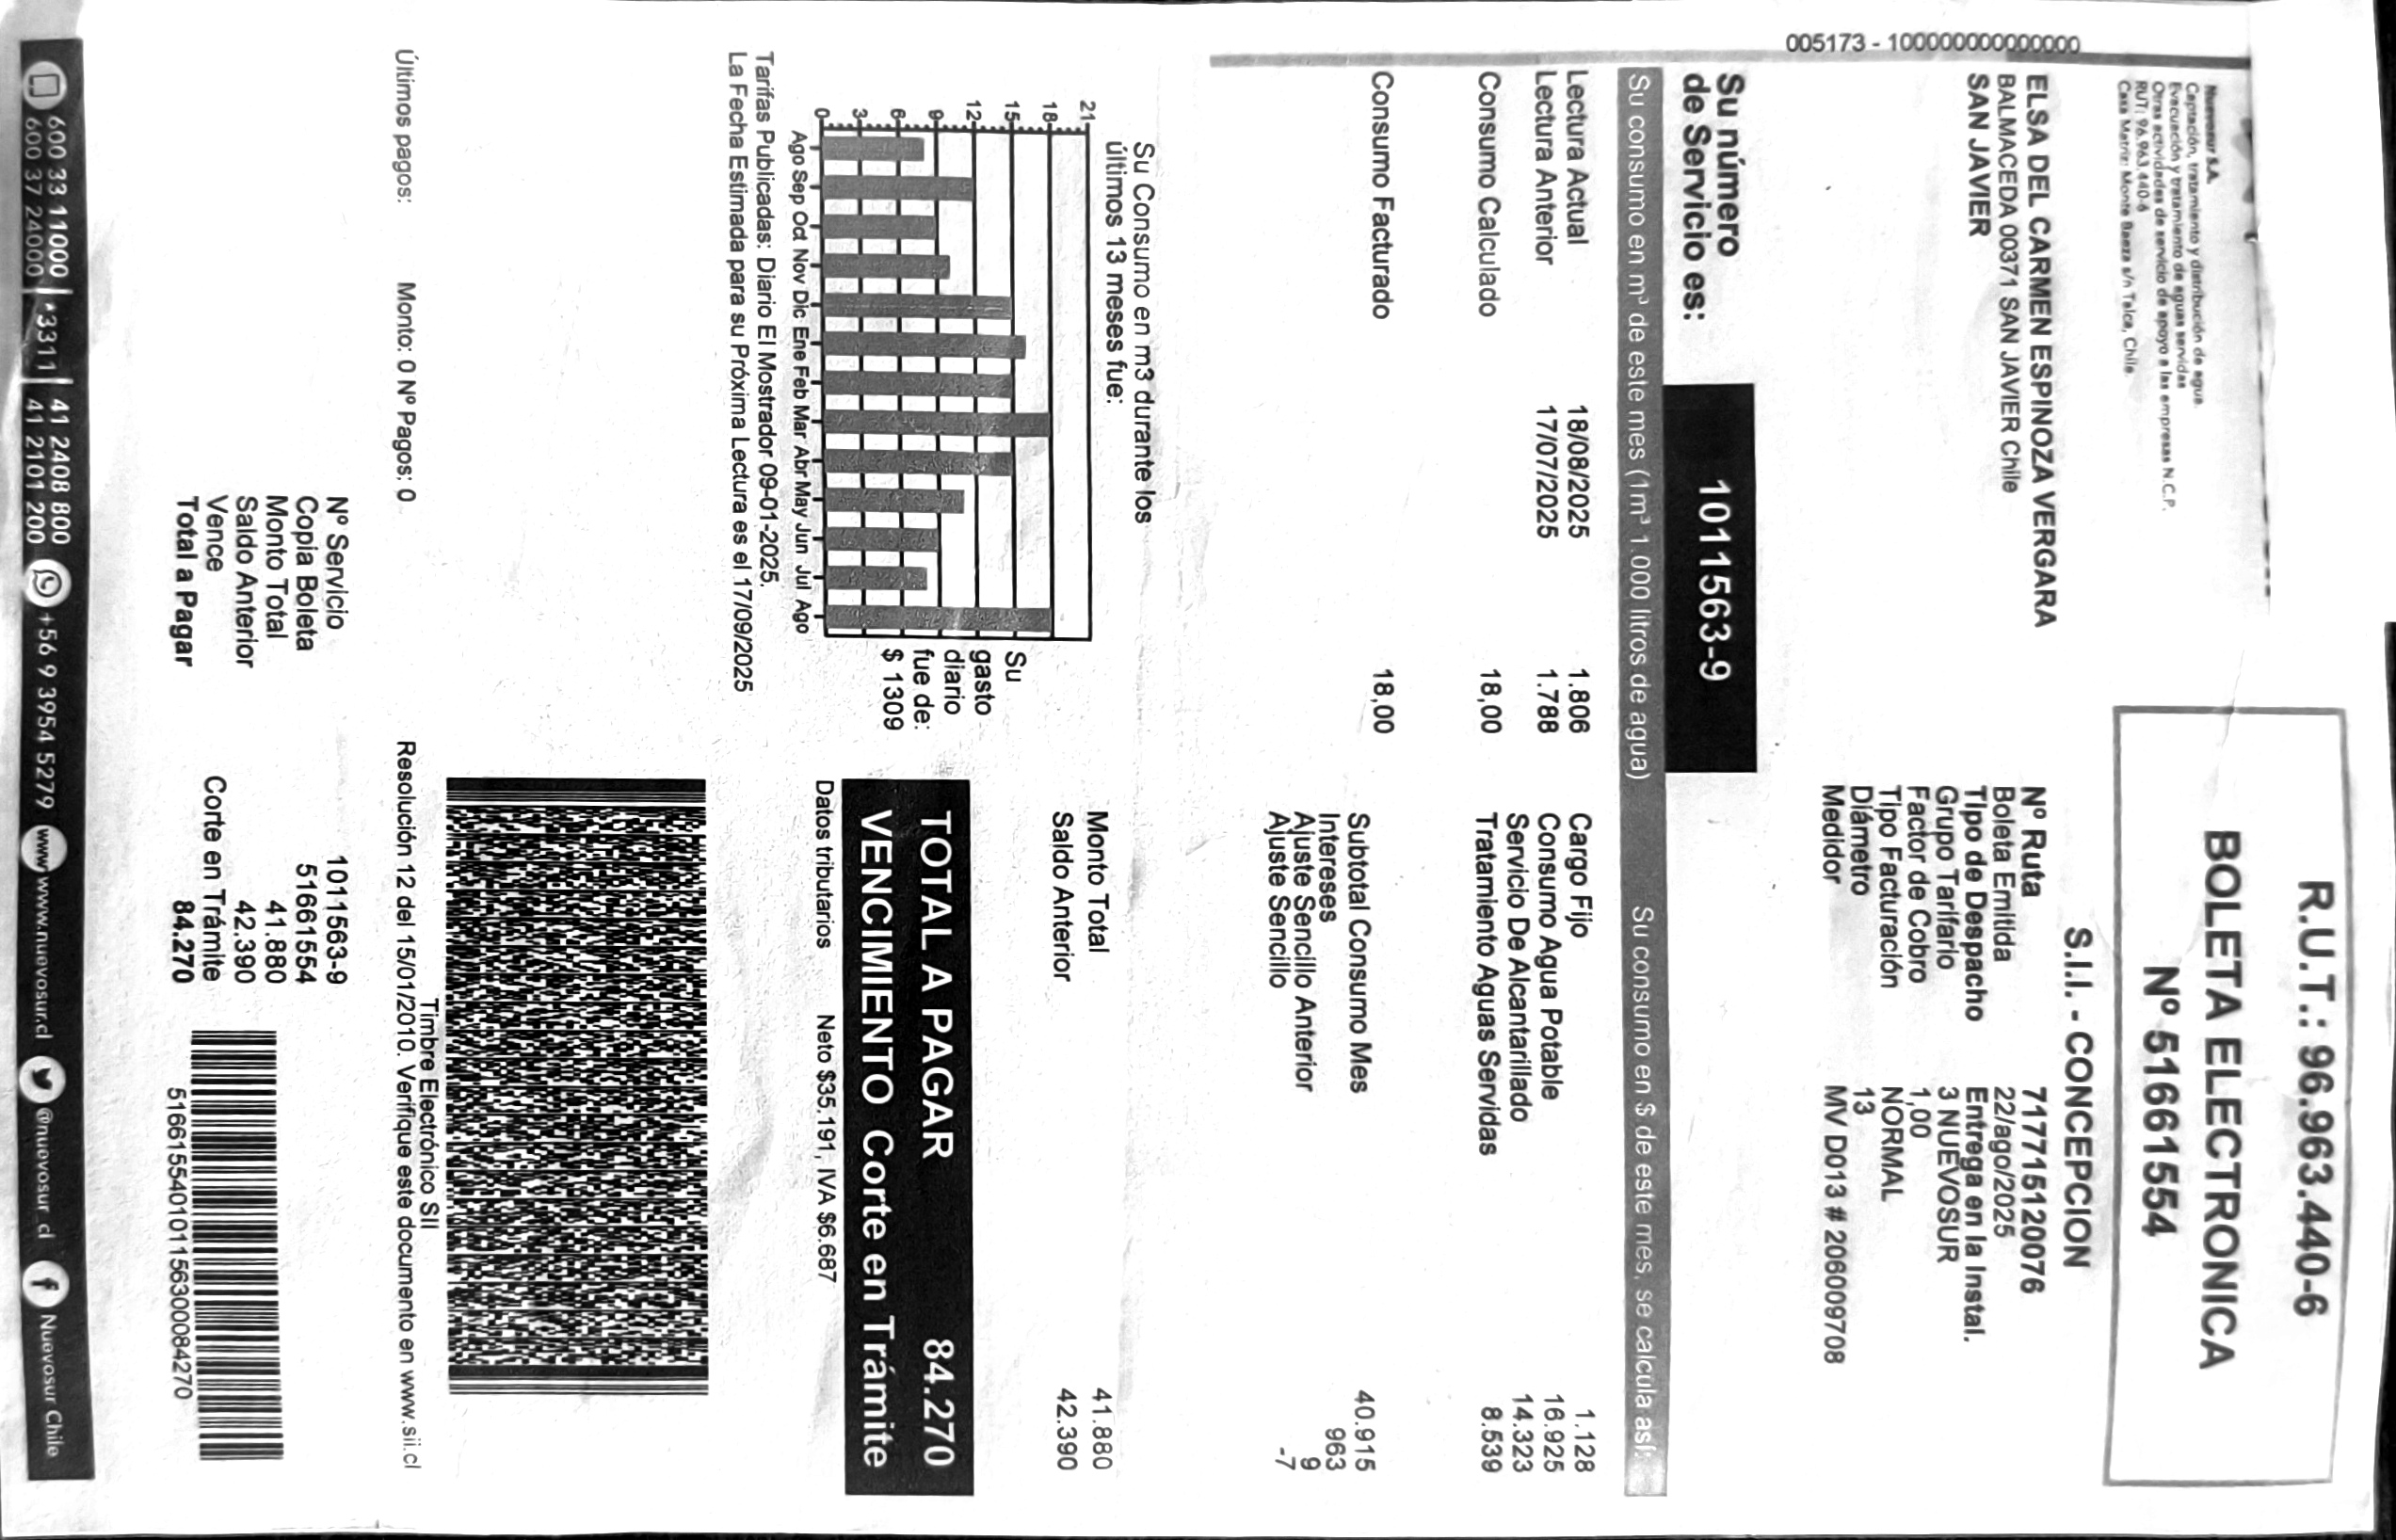 R.U.T.: 96.963.440-6
BOLETA ELECTRONICA
Nº 51661554
Nuevosur S.A.
Captación, tratamiento y distribución de agua.
Evacuación y tratamiento de aguas servidas
Otras actividades de servicio de apoyo a las empresas N.C.P.
RUT: 96.963.440-6
Casa Matriz: Monte Baeza s/n Talca, Chile.
S.I.I. - CONCEPCION
005173 - 1000000000000000
ELSA DEL CARMEN ESPINOZA VERGARA
BALMACEDA 00371 SAN JAVIER Chile
SAN JAVIER
Nº Ruta 717715120076
Boleta Emitida 22/ago/2025
Tipo de Despacho Entrega en la Instal.
Grupo Tarifario 3 NUEVOSUR
Factor de Cobro 1,00
Tipo Facturación NORMAL
Diámetro 13
Medidor MV D013 # 206009708
Su número
de Servicio es: 1011563-9
Su consumo en m³ de este mes (1m³ 1.000 litros de agua)
Su consumo en $ de este mes, se calcula así:
Lectura Actual 18/08/2025 1.806
Lectura Anterior 17/07/2025 1.788
Consumo Calculado 18,00
Consumo Facturado 18,00
Cargo Fijo 1.128
Consumo Agua Potable 16.925
Servicio De Alcantarillado 14.323
Tratamiento Aguas Servidas 8.539
Subtotal Consumo Mes 40.915
Intereses 963
Ajuste Sencillo Anterior 9
Ajuste Sencillo -7
Su Consumo en m3 durante los
últimos 13 meses fue:
21
18
15
12
9
6
3
0
Ago Sep Oct Nov Dic Ene Feb Mar Abr May Jun Jul Ago
Su
gasto
diario
fue de:
$ 1309
Tarifas Publicadas: Diario El Mostrador 09-01-2025.
La Fecha Estimada para su Próxima Lectura es el 17/09/2025
Monto Total 41.880
Saldo Anterior 42.390
TOTAL A PAGAR 84.270
VENCIMIENTO Corte en Trámite
Datos tributarios Neto $35.191, IVA $6.687
Timbre Electrónico SII
Resolución 12 del 15/01/2010. Verifique este documento en www.sii.cl
Últimos pagos: Monto: 0 Nº Pagos: 0
Nº Servicio 1011563-9
Copia Boleta 51661554
Monto Total 41.880
Saldo Anterior 42.390
Vence Corte en Trámite
Total a Pagar 84.270
516615540101156300084270
600 33 11000
600 37 24000
*3311
41 2408 800
41 2101 200
+56 9 3954 5279
www
www.nuevosur.cl
@nuevosur_cl
Nuevosur Chile